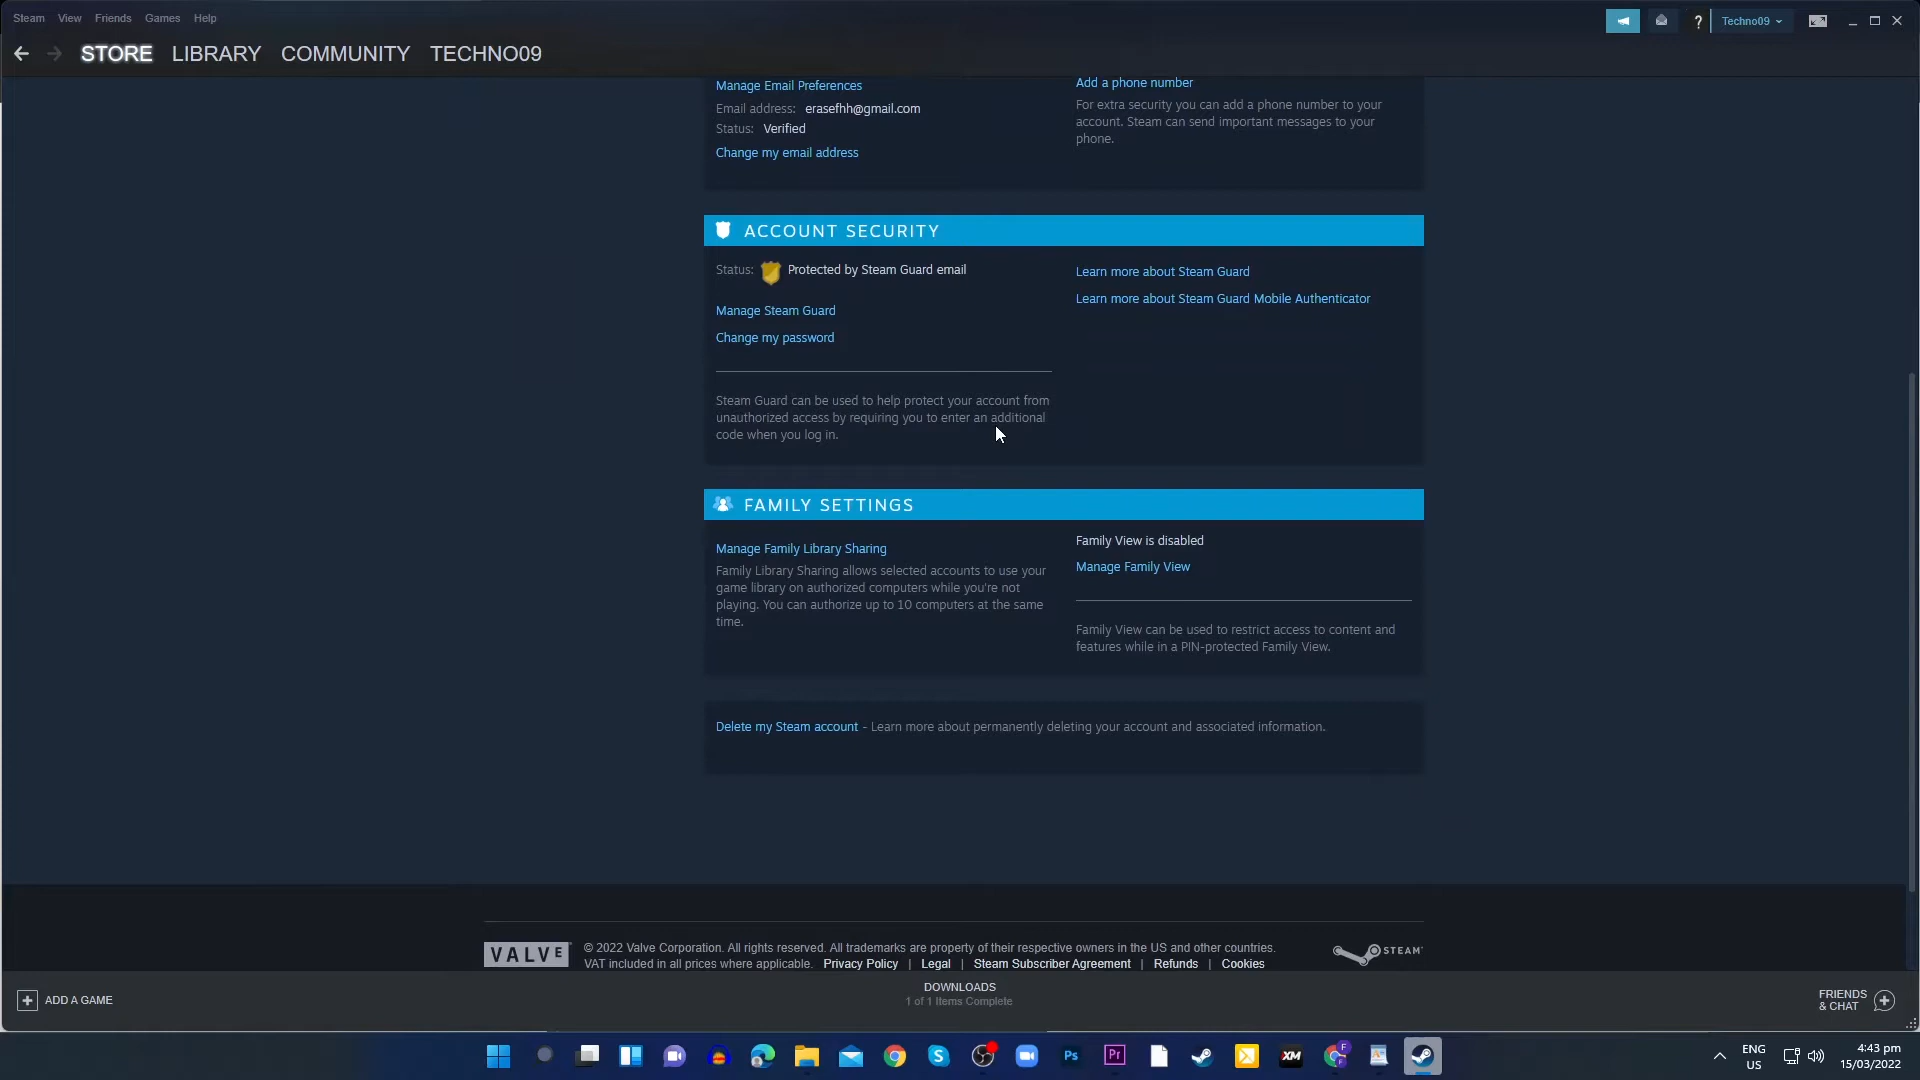 Steam View Friends Games Help
? Techno09
STORE LIBRARY COMMUNITY TECHNO09
Manage Email Preferences
Email address: erasefhh@gmail.com
Status: Verified
Change my email address
Add a phone number
For extra security you can add a phone number to your
account. Steam can send important messages to your
phone.
ACCOUNT SECURITY
Status: Protected by Steam Guard email
Manage Steam Guard
Change my password
Steam Guard can be used to help protect your account from
unauthorized access by requiring you to enter an additional
code when you log in.
Learn more about Steam Guard
Learn more about Steam Guard Mobile Authenticator
FAMILY SETTINGS
Manage Family Library Sharing
Family Library Sharing allows selected accounts to use your
game library on authorized computers while you're not
playing. You can authorize up to 10 computers at the same
time.
Family View is disabled
Manage Family View
Family View can be used to restrict access to content and
features while in a PIN-protected Family View.
Delete my Steam account - Learn more about permanently deleting your account and associated information.
VALVE
© 2022 Valve Corporation. All rights reserved. All trademarks are property of their respective owners in the US and other countries.
VAT included in all prices where applicable. Privacy Policy | Legal | Steam Subscriber Agreement | Refunds | Cookies
STEAM
ADD A GAME
DOWNLOADS
1 of 1 Items Complete
FRIENDS
& CHAT
S
Ps
Pr
XM
F
ENG
US
4:43 pm
15/03/2022